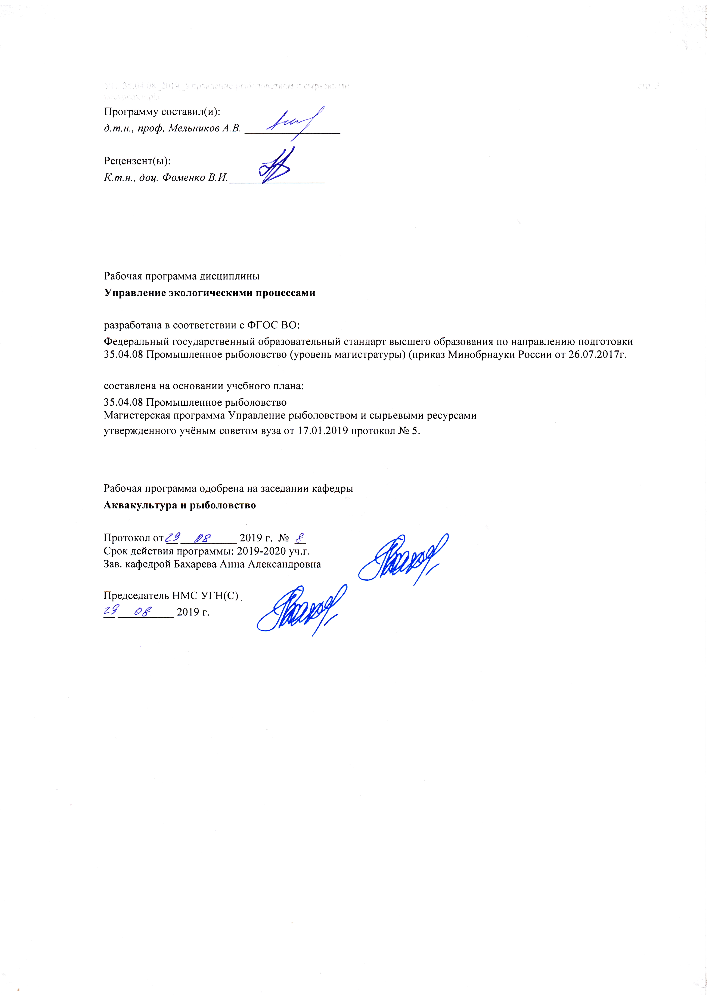 УП: 35.04.08_2019_Управление рыболовством и сырьевыми стр. 3
ресурсами.plx
Программу составил(и):
д.т.н., проф, Мельников А.В. _________________
Рецензент(ы):
К.т.н., доц. Фоменко В.И._________________
Рабочая программа дисциплины
Управление экологическими процессами
разработана в соответствии с ФГОС ВО:
Федеральный государственный образовательный стандарт высшего образования по направлению подготовки
35.04.08 Промышленное рыболовство (уровень магистратуры) (приказ Минобрнауки России от 26.07.2017г.
составлена на основании учебного плана:
35.04.08 Промышленное рыболовство
Магистерская программа Управление рыболовством и сырьевыми ресурсами
утвержденного учёным советом вуза от 17.01.2019 протокол № 5.
Рабочая программа одобрена на заседании кафедры
Аквакультура и рыболовство
Протокол от 29 08 2019 г. № 8
Срок действия программы: 2019-2020 уч.г.
Зав. кафедрой Бахарева Анна Александровна
Председатель НМС УГН(С)
29 08 2019 г.